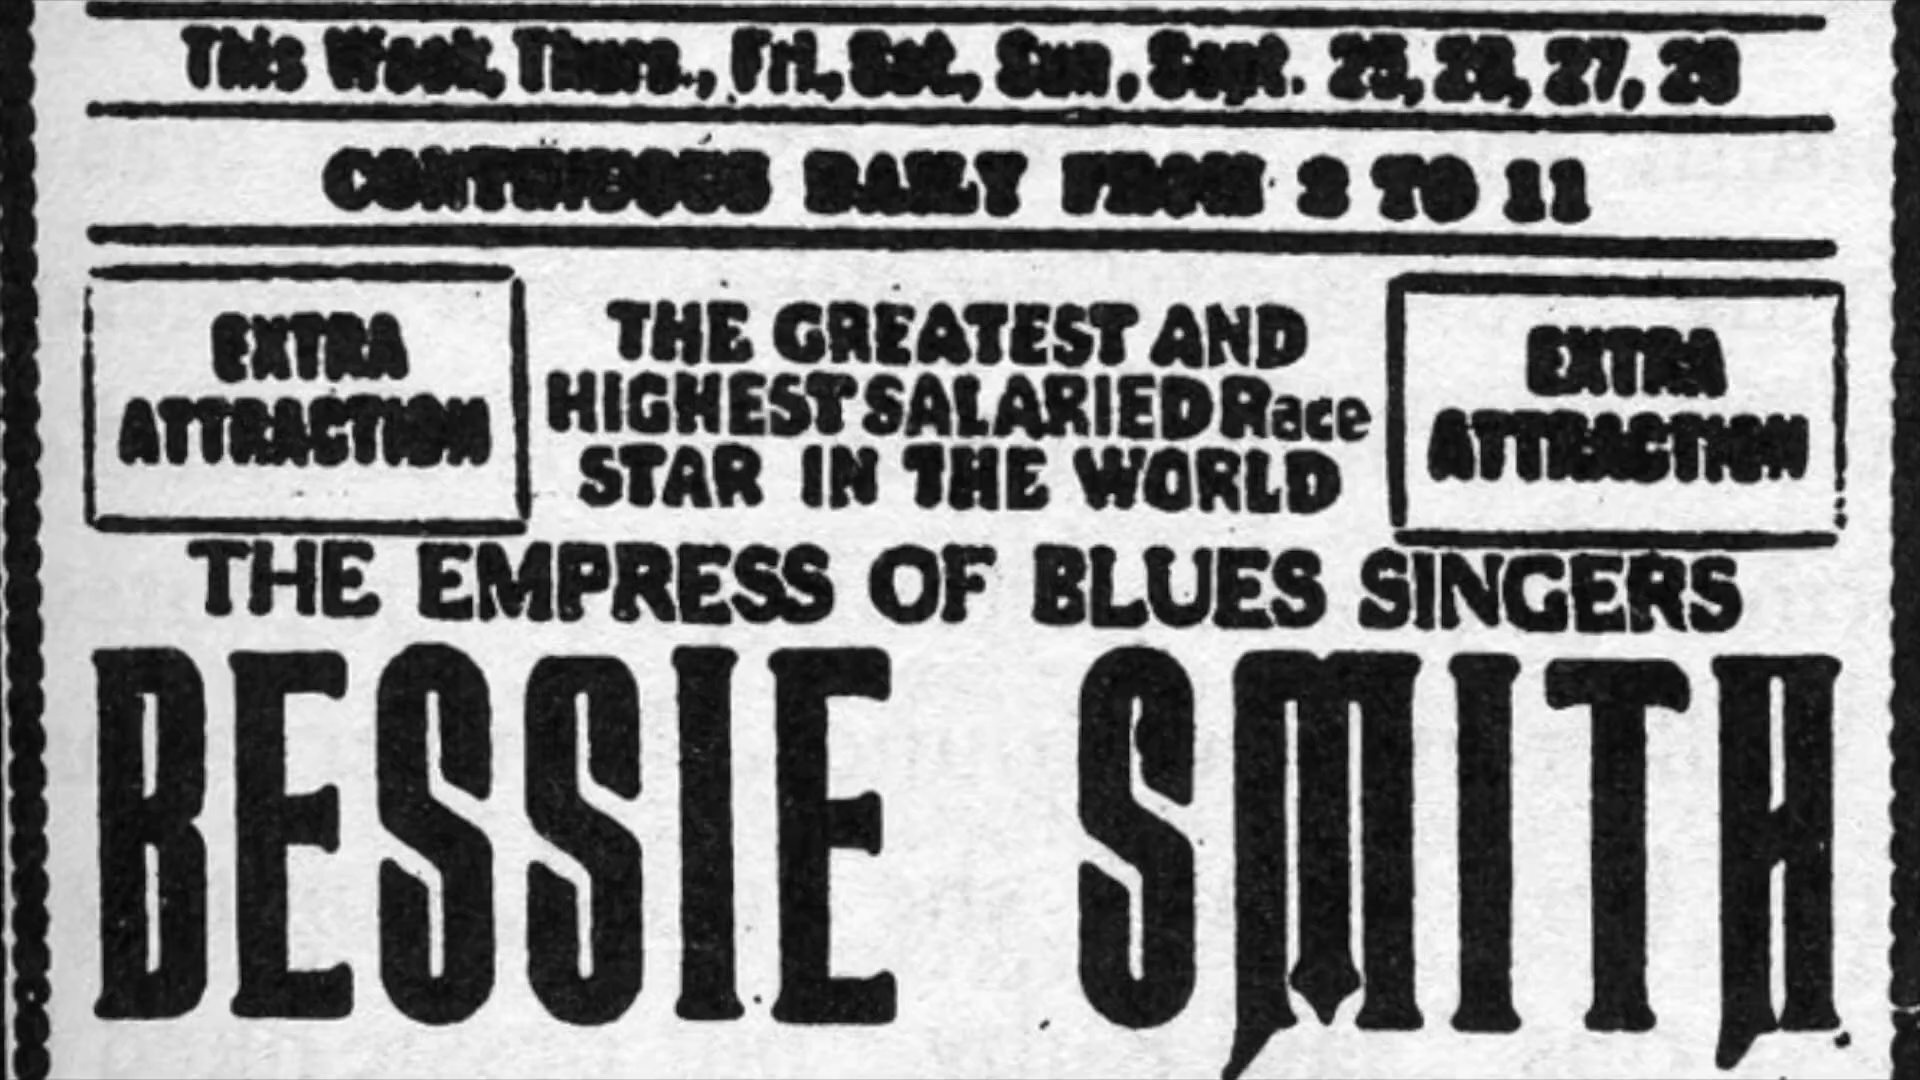 This Week, Thurs., Fri., Sat., Sun., Sept. 25, 26, 27, 28
CONTINUOUS DAILY FROM 2 TO 11
EXTRA
ATTRACTION
THE GREATEST AND
HIGHEST SALARIED Race
STAR IN THE WORLD
EXTRA
ATTRACTION
THE EMPRESS OF BLUES SINGERS
BESSIE SMITH